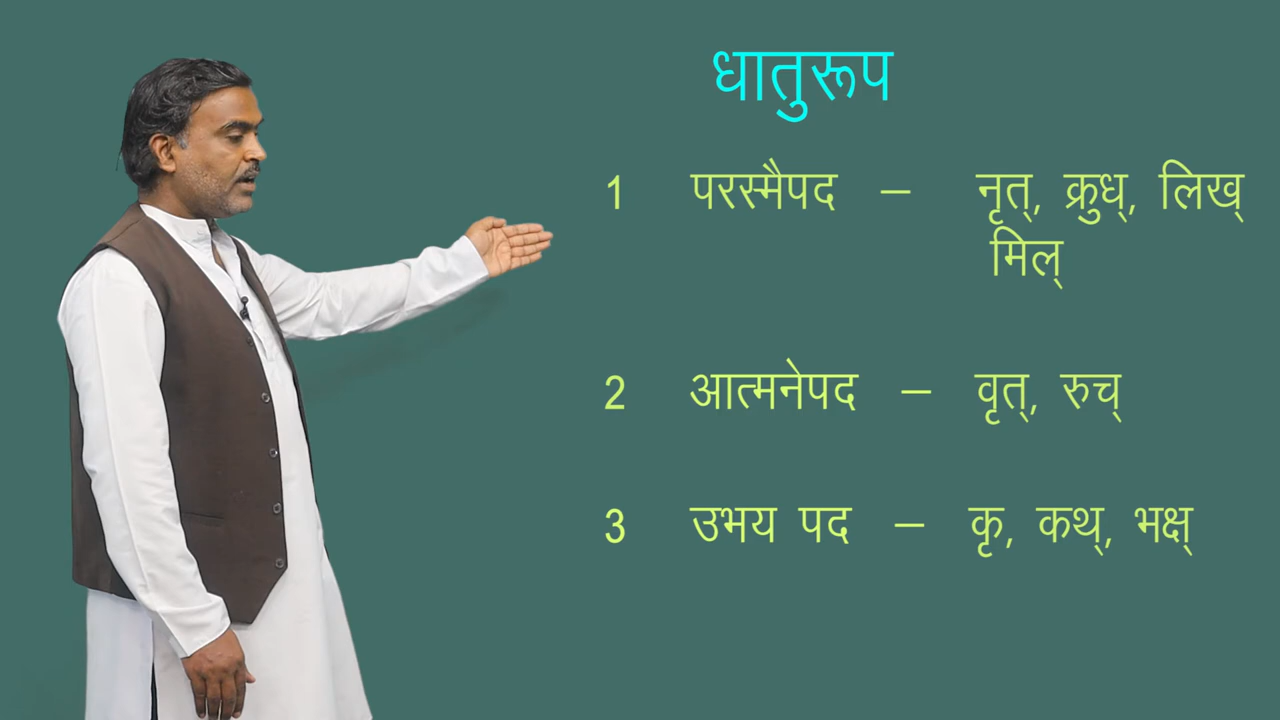 धातुरूप
1 परस्मैपद – नृत्, क्रुध्, लिख्
मिल्
2 आत्मनेपद – वृत्, रुच्
3 उभय पद – कृ, कथ्, भक्ष्